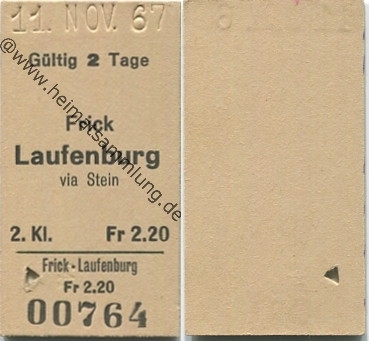 11. NOV. 67
Gültig 2 Tage
Frick
Laufenburg
via Stein
2. Kl. Fr 2.20
Frick-Laufenburg
Fr 2.20
00764
@www.heimatsammlung.de